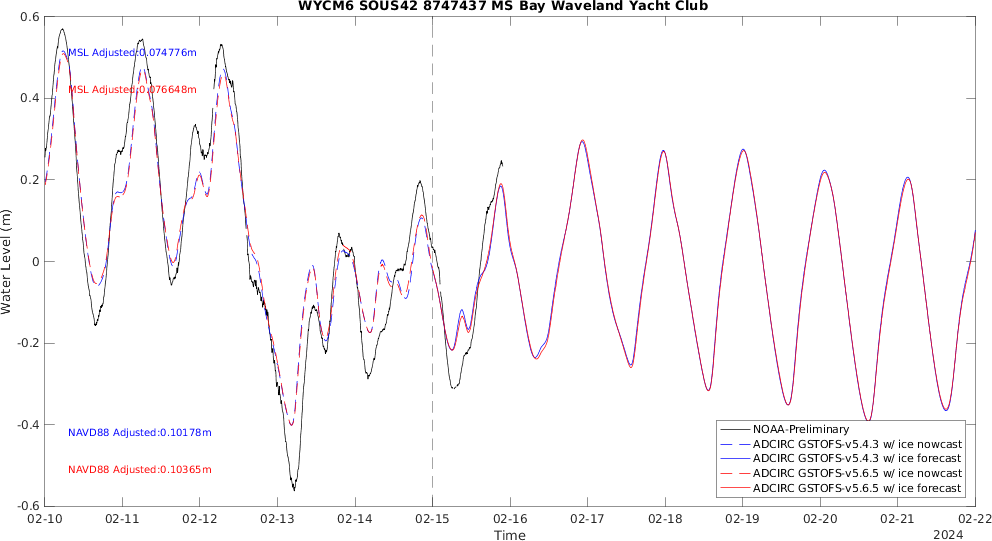 WYCM6 SOUS42 8747437 MS Bay Waveland Yacht Club
0.6
0.4
0.2
0
-0.2
-0.4
-0.6
Water Level (m)
MSL Adjusted:0.074776m
MSL Adjusted:0.076648m
NAVD88 Adjusted:0.10178m
NAVD88 Adjusted:0.10365m
NOAA-Preliminary
ADCIRC GSTOFS-v5.4.3 w/ ice nowcast
ADCIRC GSTOFS-v5.4.3 w/ ice forecast
ADCIRC GSTOFS-v5.6.5 w/ ice nowcast
ADCIRC GSTOFS-v5.6.5 w/ ice forecast
02-10 02-11 02-12 02-13 02-14 02-15 02-16 02-17 02-18 02-19 02-20 02-21 02-22
Time
2024